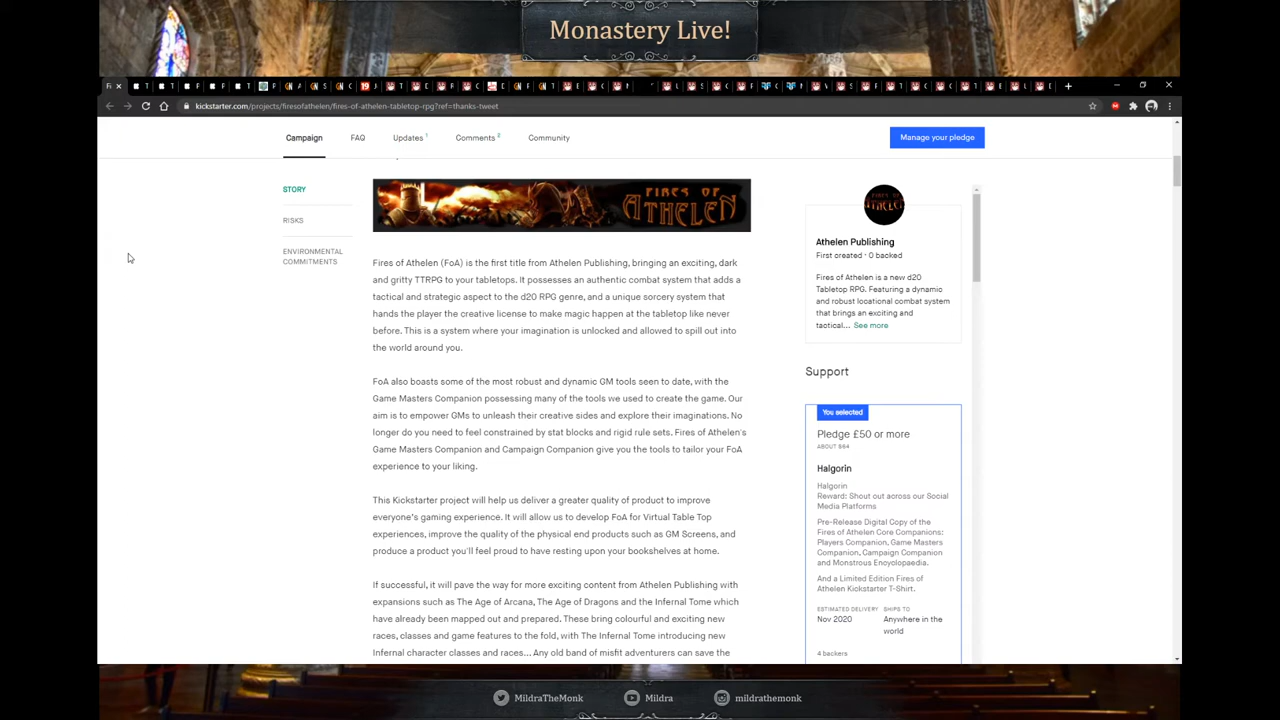 Monastery Live!
kickstarter.com/projects/firesofathelen/fires-of-athelen-tabletop-rpg?ref=thanks-tweet
Campaign
FAQ
Updates 1
Comments 2
Community
Manage your pledge
STORY
RISKS
ENVIRONMENTAL
COMMITMENTS
FIRES OF
ATHELEN
Fires of Athelen (FoA) is the first title from Athelen Publishing, bringing an exciting, dark
and gritty TTRPG to your tabletops. It possesses an authentic combat system that adds a
tactical and strategic aspect to the d20 RPG genre, and a unique sorcery system that
hands the player the creative license to make magic happen at the tabletop like never
before. This is a system where your imagination is unlocked and allowed to spill out into
the world around you.
FoA also boasts some of the most robust and dynamic GM tools seen to date, with the
Game Masters Companion possessing many of the tools we used to create the game. Our
aim is to empower GMs to unleash their creative sides and explore their imaginations. No
longer do you need to feel constrained by stat blocks and rigid rule sets. Fires of Athelen's
Game Masters Companion and Campaign Companion give you the tools to tailor your FoA
experience to your liking.
This Kickstarter project will help us deliver a greater quality of product to improve
everyone's gaming experience. It will allow us to develop FoA for Virtual Table Top
experiences, improve the quality of the physical end products such as GM Screens, and
produce a product you'll feel proud to have resting upon your bookshelves at home.
If successful, it will pave the way for more exciting content from Athelen Publishing with
expansions such as The Age of Arcana, The Age of Dragons and the Infernal Tome which
have already been mapped out and prepared. These bring colourful and exciting new
races, classes and game features to the fold, with The Infernal Tome introducing new
Infernal character classes and races... Any old band of misfit adventurers can save the
Athelen Publishing
First created · 0 backed
Fires of Athelen is a new d20
Tabletop RPG. Featuring a dynamic
and robust locational combat system
that brings an exciting and
tactical... See more
Support
You selected
Pledge £50 or more
ABOUT $64
Halgorin
Halgorin
Reward: Shout out across our Social
Media Platforms
Pre-Release Digital Copy of the
Fires of Athelen Core Companions:
Players Companion, Game Masters
Companion, Campaign Companion
and Monstrous Encyclopaedia.
And a Limited Edition Fires of
Athelen Kickstarter T-Shirt.
ESTIMATED DELIVERY
Nov 2020
SHIPS TO
Anywhere in the
world
4 backers
MildraTheMonk
Mildra
mildrathemonk